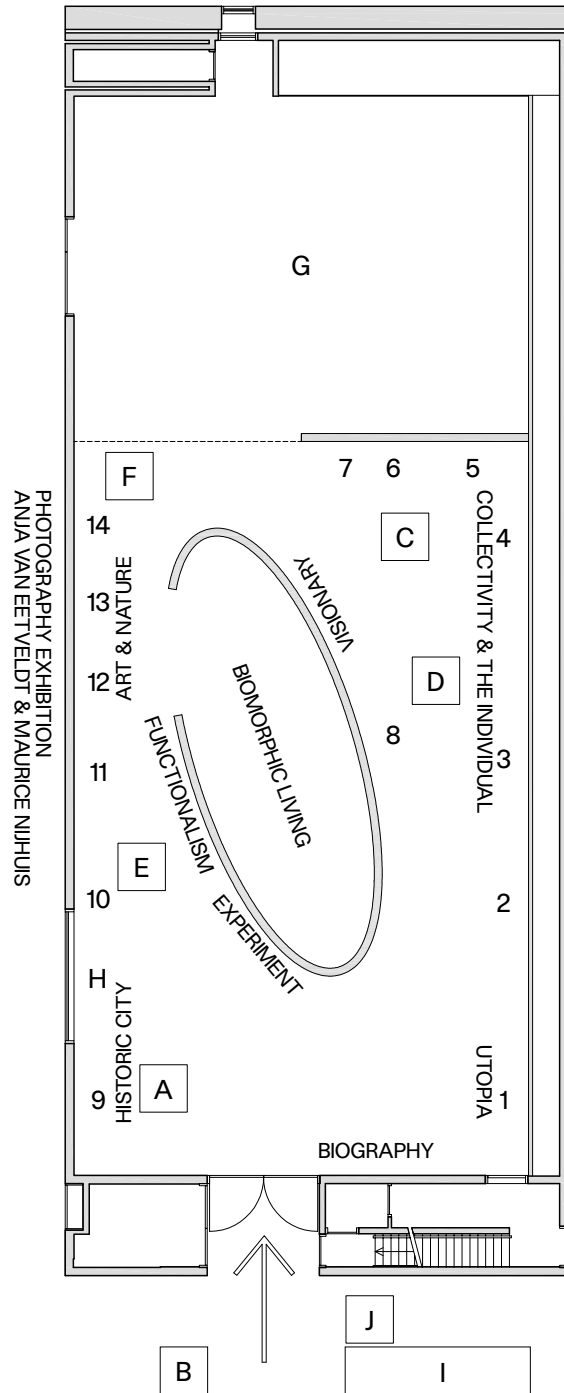 G
F
7
6
5
C
14
4
13
ART & NATURE
VISIONARY
COLLECTIVITY & THE INDIVIDUAL
PHOTOGRAPHY EXHIBITION
ANJA VAN EETVELDT & MAURICE NIJHUIS
12
D
8
BIOMORPHIC LIVING
FUNCTIONALISM
11
3
E
10
2
EXPERIMENT
H
HISTORIC CITY
9
A
UTOPIA
1
BIOGRAPHY
J
B
I